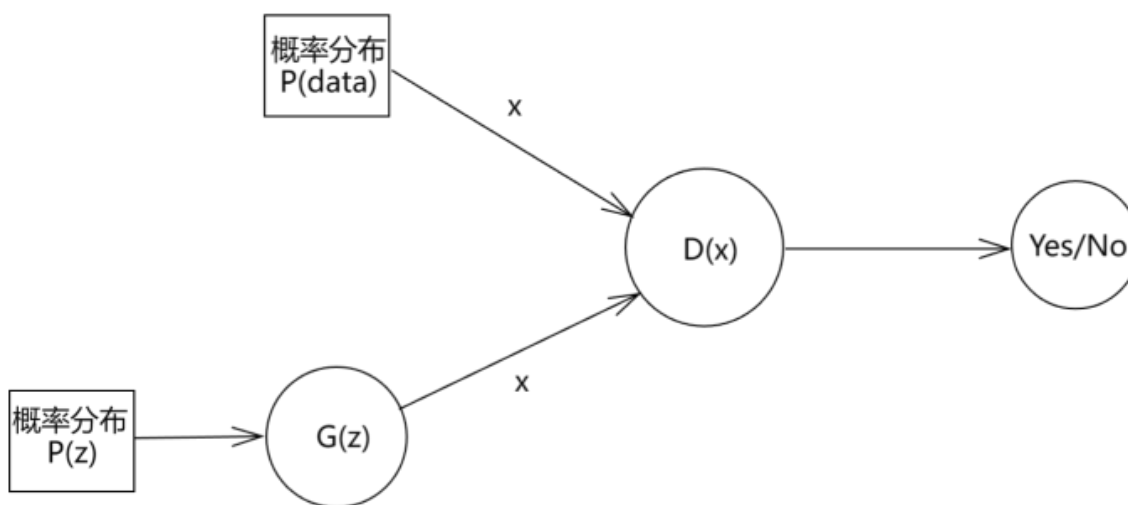 概率分布
P(data)
x
D(x)
Yes/No
x
概率分布
P(z)
G(z)